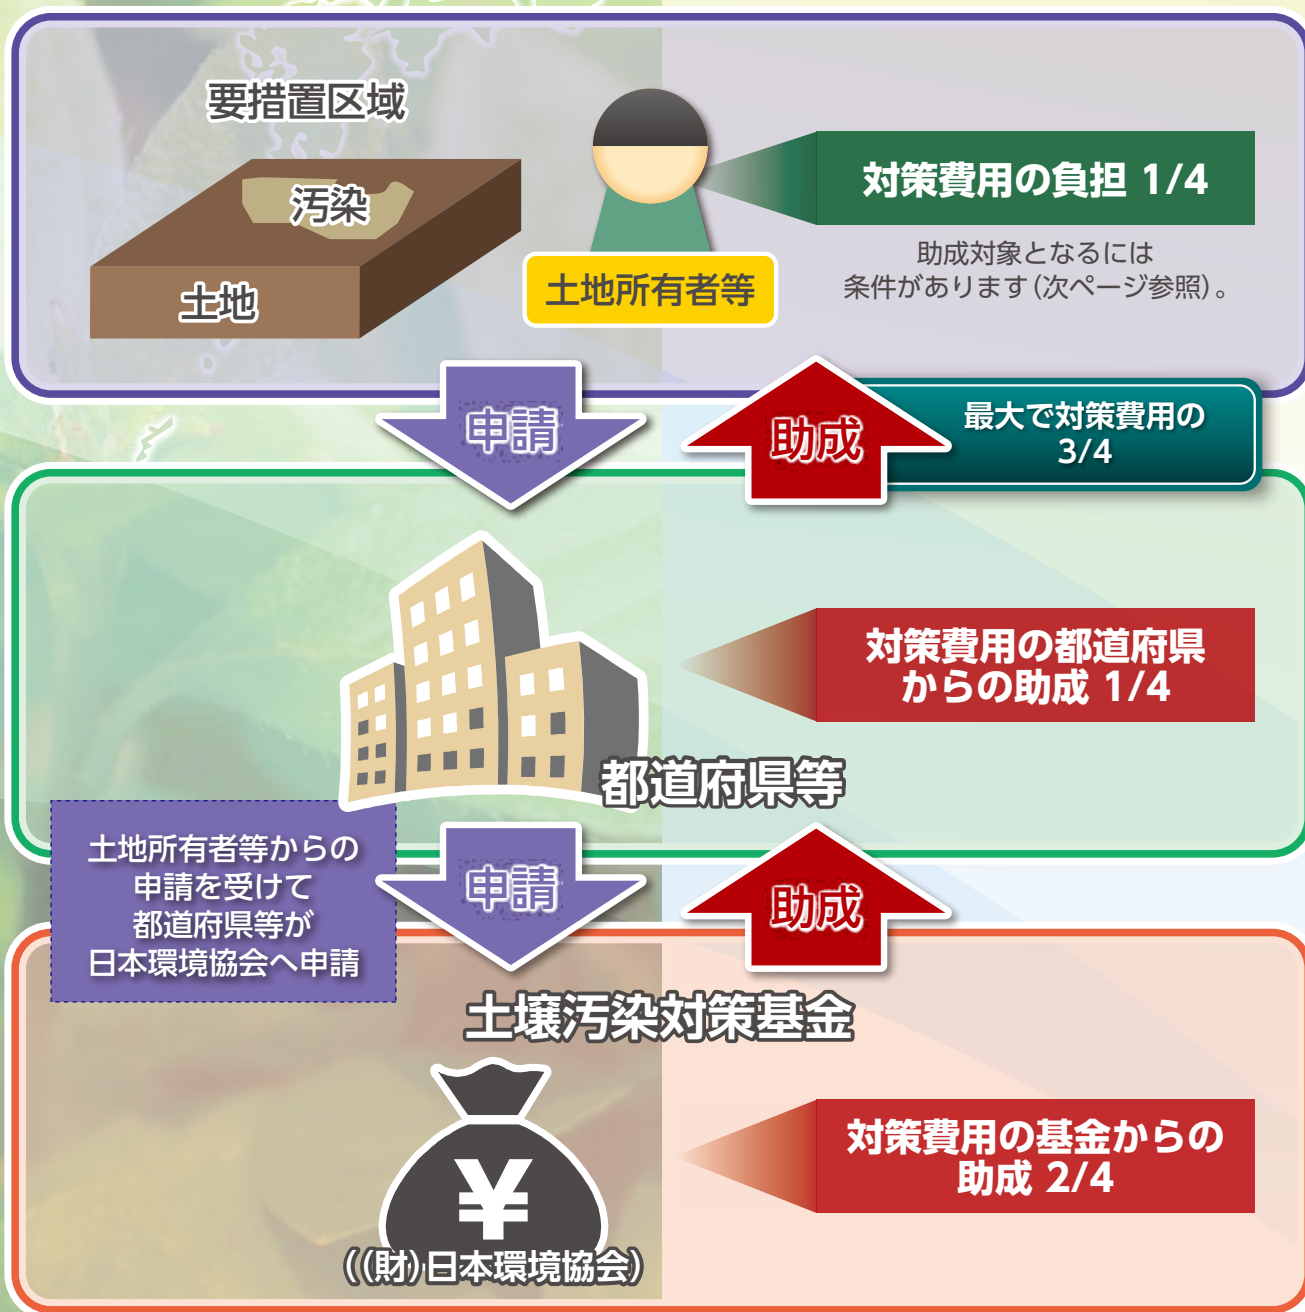 要措置区域
汚染
土地
土地所有者等
対策費用の負担 1/4
助成対象となるには
条件があります(次ページ参照)。
申請
助成
最大で対策費用の
3/4
対策費用の都道府県
からの助成 1/4
都道府県等
土地所有者等からの
申請を受けて
都道府県等が
日本環境協会へ申請
申請
助成
土壌汚染対策基金
¥
((財)日本環境協会)
対策費用の基金からの
助成 2/4